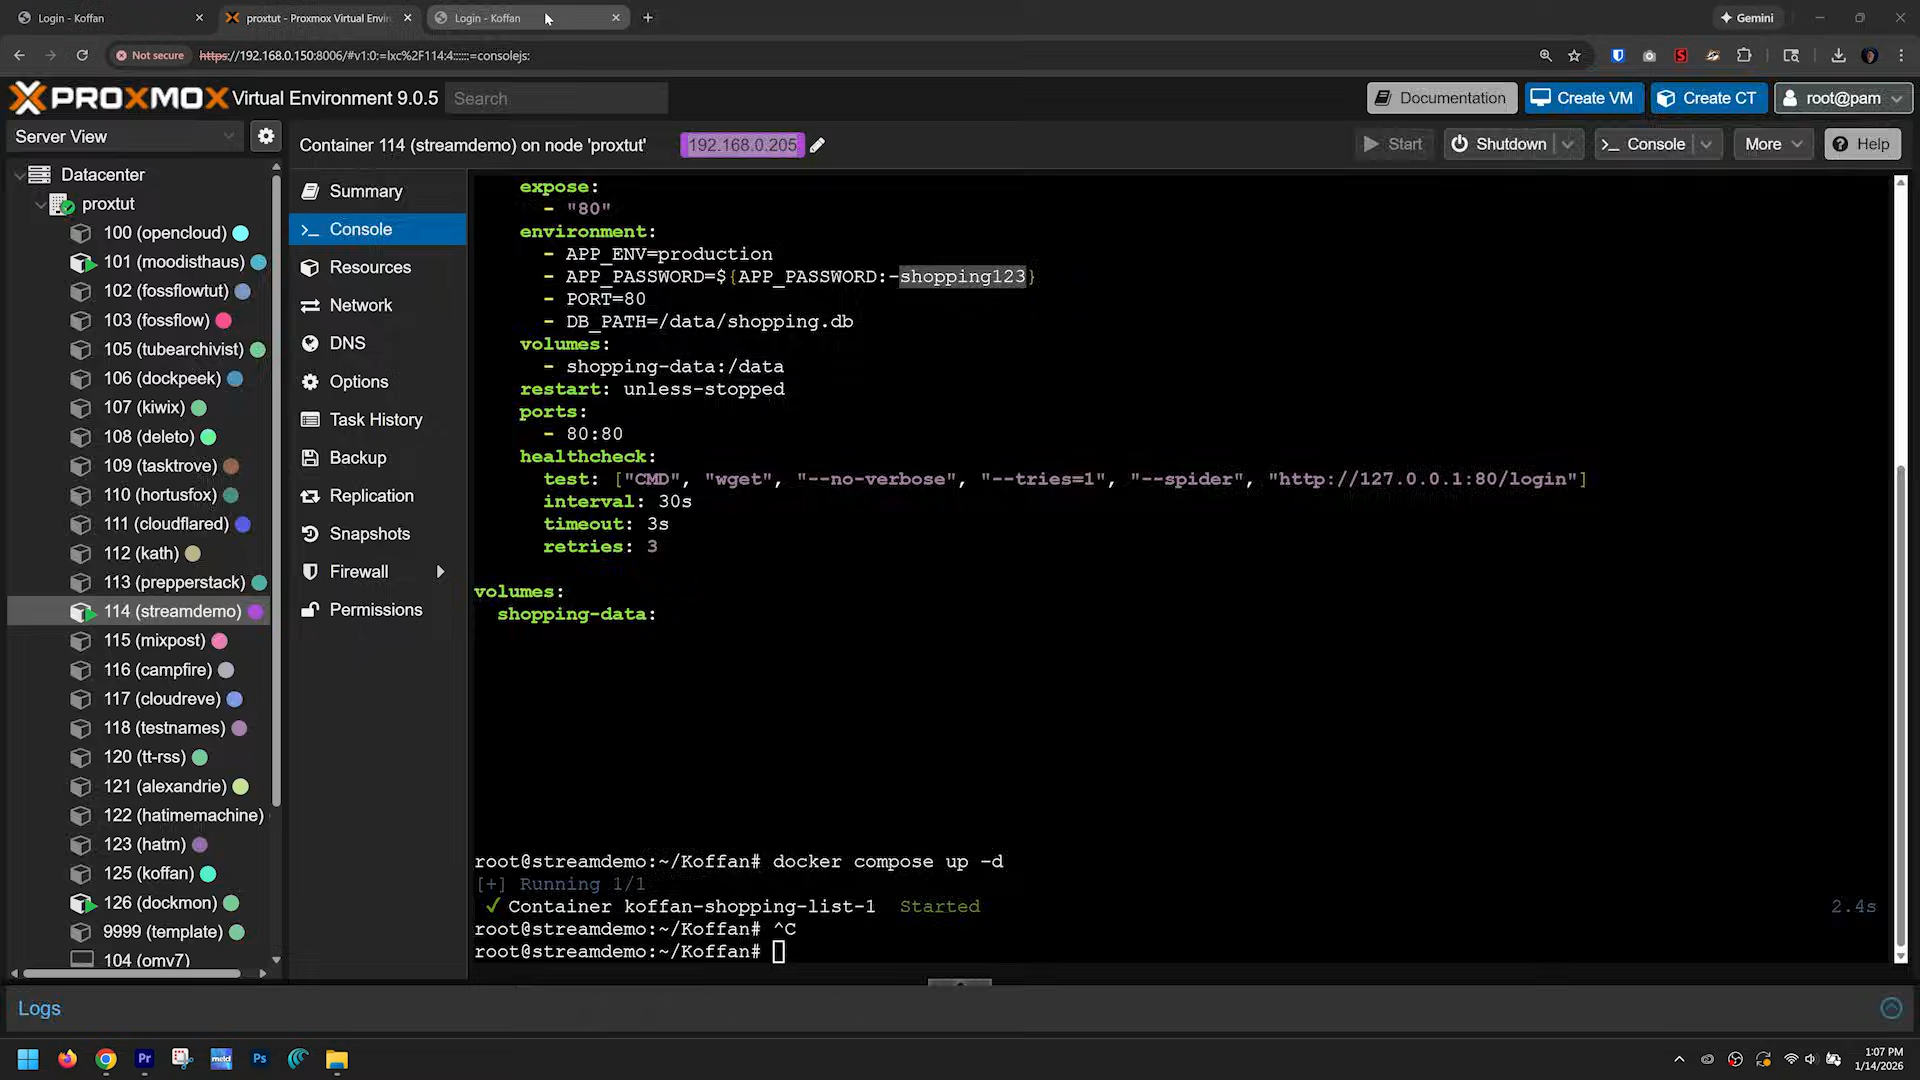 Login - Koffan
proxtut - Proxmox Virtual Envir
Login - Koffan
Gemini
Not secure
https://192.168.0.150:8006/#v1:0:=lxc%2F114:4::::::=consolejs:
PROXMOX Virtual Environment 9.0.5
Search
Documentation
Create VM
Create CT
root@pam
Server View
Container 114 (streamdemo) on node 'proxtut'
192.168.0.205
Start
Shutdown
Console
More
Help
Datacenter
proxtut
100 (opencloud)
101 (moodisthaus)
102 (fossflowtut)
103 (fossflow)
105 (tubearchivist)
106 (dockpeek)
107 (kiwix)
108 (deleto)
109 (tasktrove)
110 (hortusfox)
111 (cloudflared)
112 (kath)
113 (prepperstack)
114 (streamdemo)
115 (mixpost)
116 (campfire)
117 (cloudreve)
118 (testnames)
120 (tt-rss)
121 (alexandrie)
122 (hatimemachine)
123 (hatm)
125 (koffan)
126 (dockmon)
9999 (template)
104 (omv7)
Summary
Console
Resources
Network
DNS
Options
Task History
Backup
Replication
Snapshots
Firewall
Permissions
expose:
- "80"
environment:
- APP_ENV=production
- APP_PASSWORD=${APP_PASSWORD:-shopping123}
- PORT=80
- DB_PATH=/data/shopping.db
volumes:
- shopping-data:/data
restart: unless-stopped
ports:
- 80:80
healthcheck:
test: ["CMD", "wget", "--no-verbose", "--tries=1", "--spider", "http://127.0.0.1:80/login"]
interval: 30s
timeout: 3s
retries: 3
volumes:
shopping-data:
root@streamdemo:~/Koffan# docker compose up -d
[+] Running 1/1
✓ Container koffan-shopping-list-1 Started 2.4s
root@streamdemo:~/Koffan# ^C
root@streamdemo:~/Koffan#
Logs
Pr
meld
Ps
1:07 PM
1/14/2026